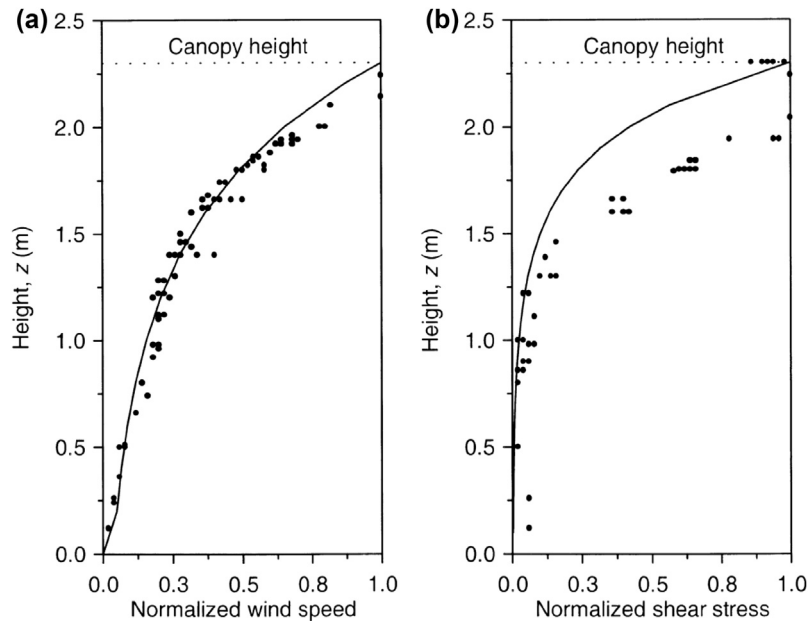 (a)
2.5
Canopy height
2.0
1.5
1.0
0.5
0.0
Height, z (m)
0.0 0.3 0.5 0.8 1.0
Normalized wind speed
(b)
2.5
Canopy height
2.0
1.5
1.0
0.5
0.0
Height, z (m)
0.0 0.3 0.5 0.8 1.0
Normalized shear stress